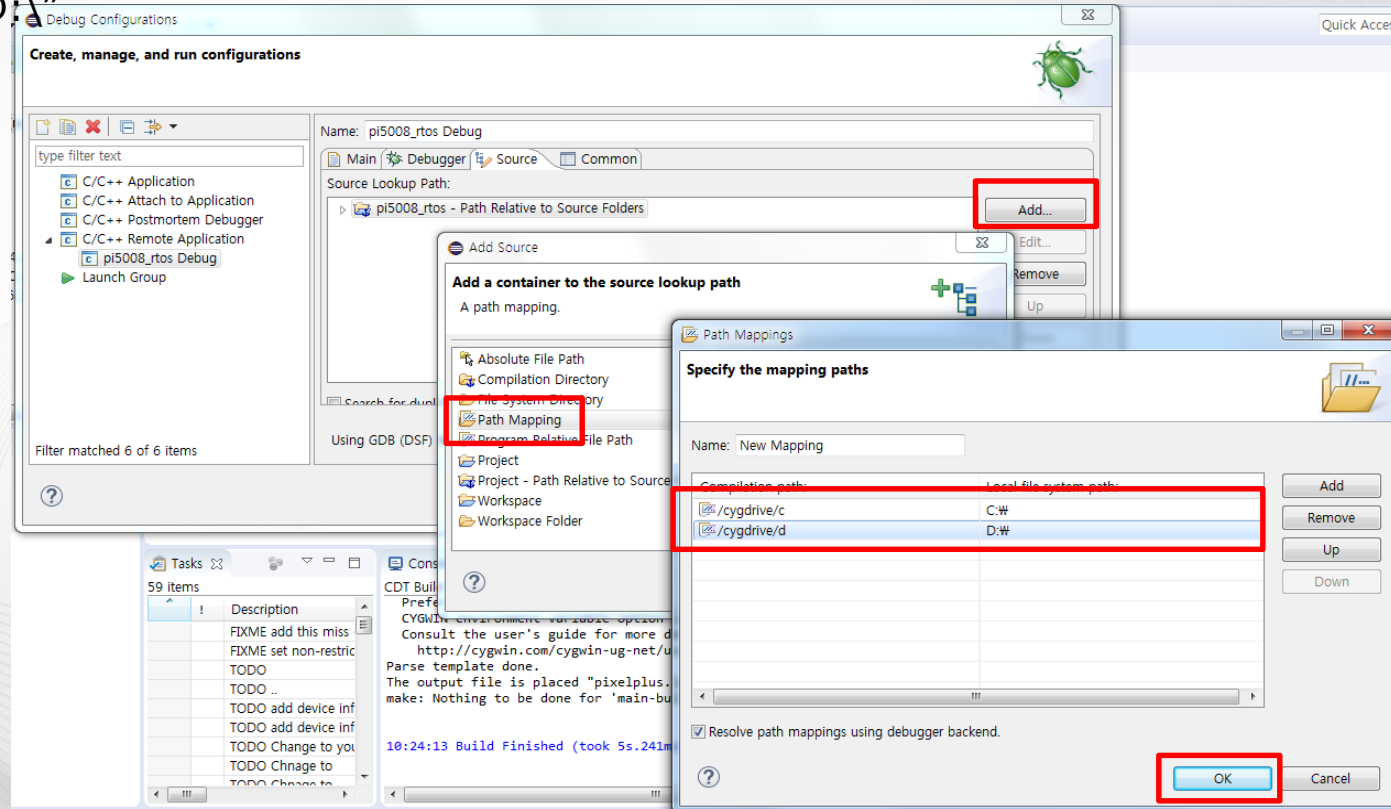 Debug Configurations
Quick Acces
Create, manage, and run configurations
type filter text
C/C++ Application
C/C++ Attach to Application
C/C++ Postmortem Debugger
C/C++ Remote Application
pi5008_rtos Debug
Launch Group
Filter matched 6 of 6 items
Name: pi5008_rtos Debug
Main Debugger Source Common
Source Lookup Path:
pi5008_rtos - Path Relative to Source Folders
Add...
Edit...
Remove
Up
Using GDB (DSF)
Add Source
Add a container to the source lookup path
A path mapping.
Absolute File Path
Compilation Directory
File System Directory
Path Mapping
Program Relative File Path
Project
Project - Path Relative to Source
Workspace
Workspace Folder
Path Mappings
Specify the mapping paths
Name: New Mapping
Compilation path: Local file system path:
/cygdrive/c C:₩
/cygdrive/d D:₩
Add
Remove
Up
Down
Resolve path mappings using debugger backend.
OK Cancel
Tasks
59 items
! Description
FIXME add this miss
FIXME set non-restric
TODO
TODO ..
TODO add device inf
TODO add device inf
TODO Change to you
TODO Chnage to
TODO Chnage to
Cons
CDT Buil
Prefe
CYGWIN environment variable option
Consult the user's guide for more d
http://cygwin.com/cygwin-ug-net/u
Parse template done.
The output file is placed "pixelplus.
make: Nothing to be done for 'main-bu
10:24:13 Build Finished (took 5s.241m